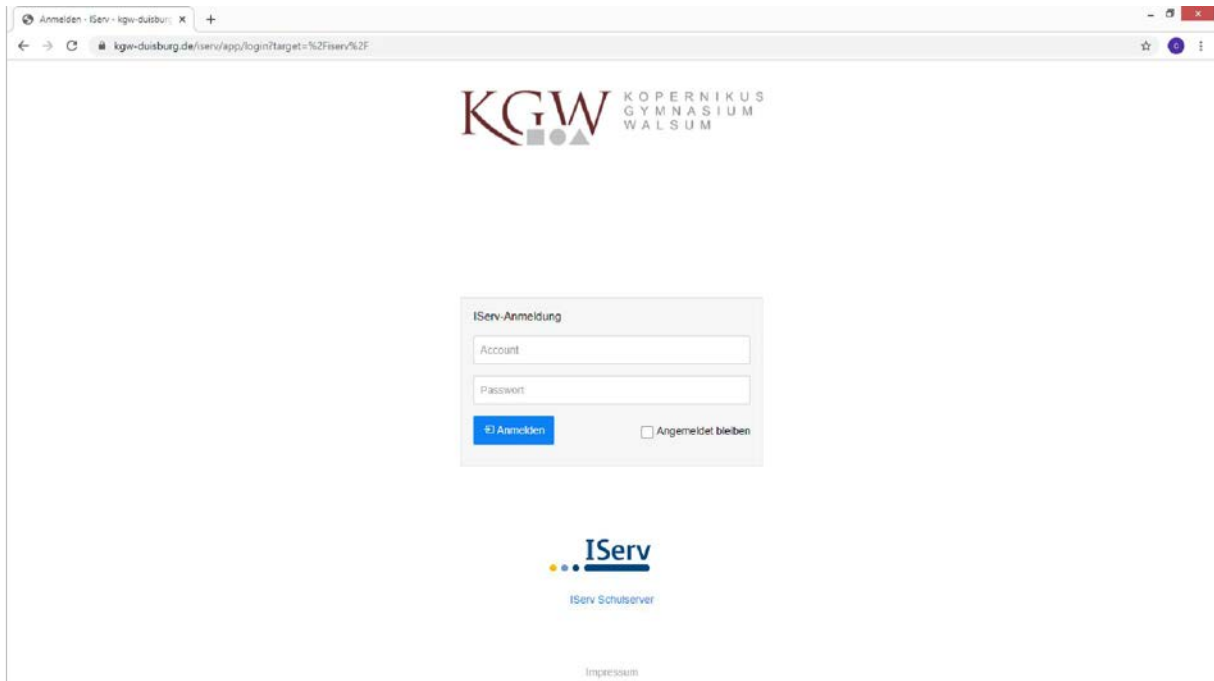 Anmelden - IServ - kgw-duisburg
kgw-duisburg.de/iserv/app/login?target=%2Fiserv%2F
KGW
KOPERNIKUS
GYMNASIUM
WALSUM
IServ-Anmeldung
Account
Passwort
Anmelden
Angemeldet bleiben
IServ
IServ Schulserver
Impressum